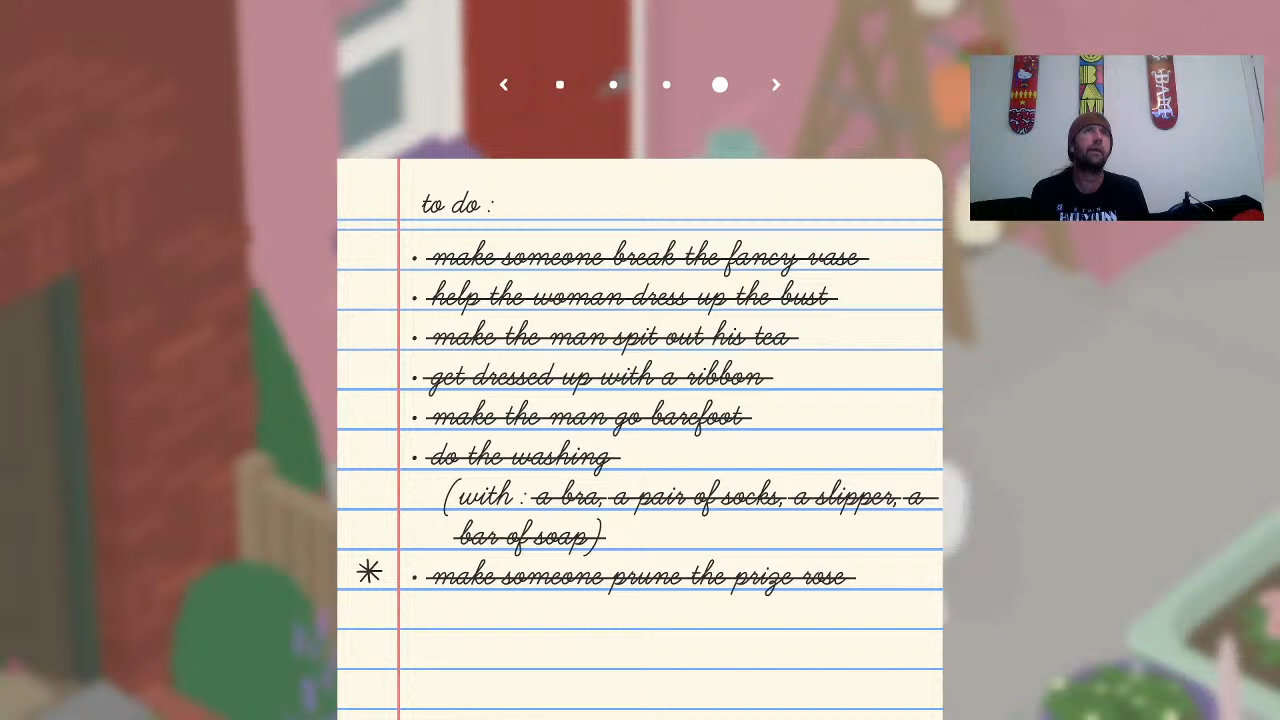 to do :
• make someone break the fancy vase
• help the woman dress up the bust
• make the man spit out his tea
• get dressed up with a ribbon
• make the man go barefoot
• do the washing
(with : a bra, a pair of socks, a slipper, a
bar of soap)
• make someone prune the prize rose